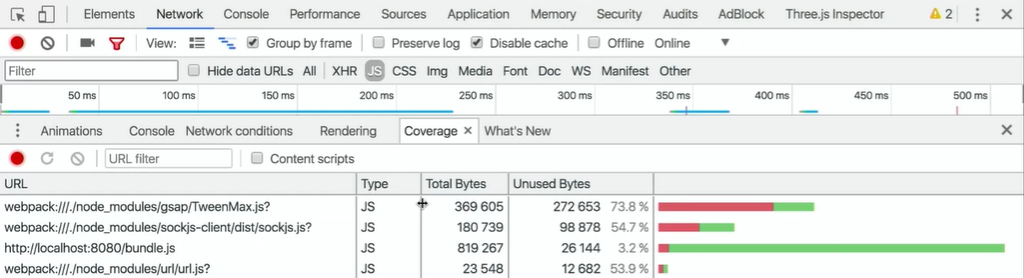 Elements Network Console Performance Sources Application Memory Security Audits AdBlock Three.js Inspector 2
View: Group by frame Preserve log Disable cache Offline Online
Filter Hide data URLs All XHR JS CSS Img Media Font Doc WS Manifest Other
50 ms 100 ms 150 ms 200 ms 250 ms 300 ms 350 ms 400 ms 450 ms 500 ms
Animations Console Network conditions Rendering Coverage What's New
URL filter Content scripts
URL Type Total Bytes Unused Bytes
webpack:///./node_modules/gsap/TweenMax.js? JS 369 605 272 653 73.8 %
webpack:///./node_modules/sockjs-client/dist/sockjs.js? JS 180 739 98 878 54.7 %
http://localhost:8080/bundle.js JS 819 267 26 144 3.2 %
webpack:///./node_modules/url/url.js? JS 23 548 12 682 53.9 %